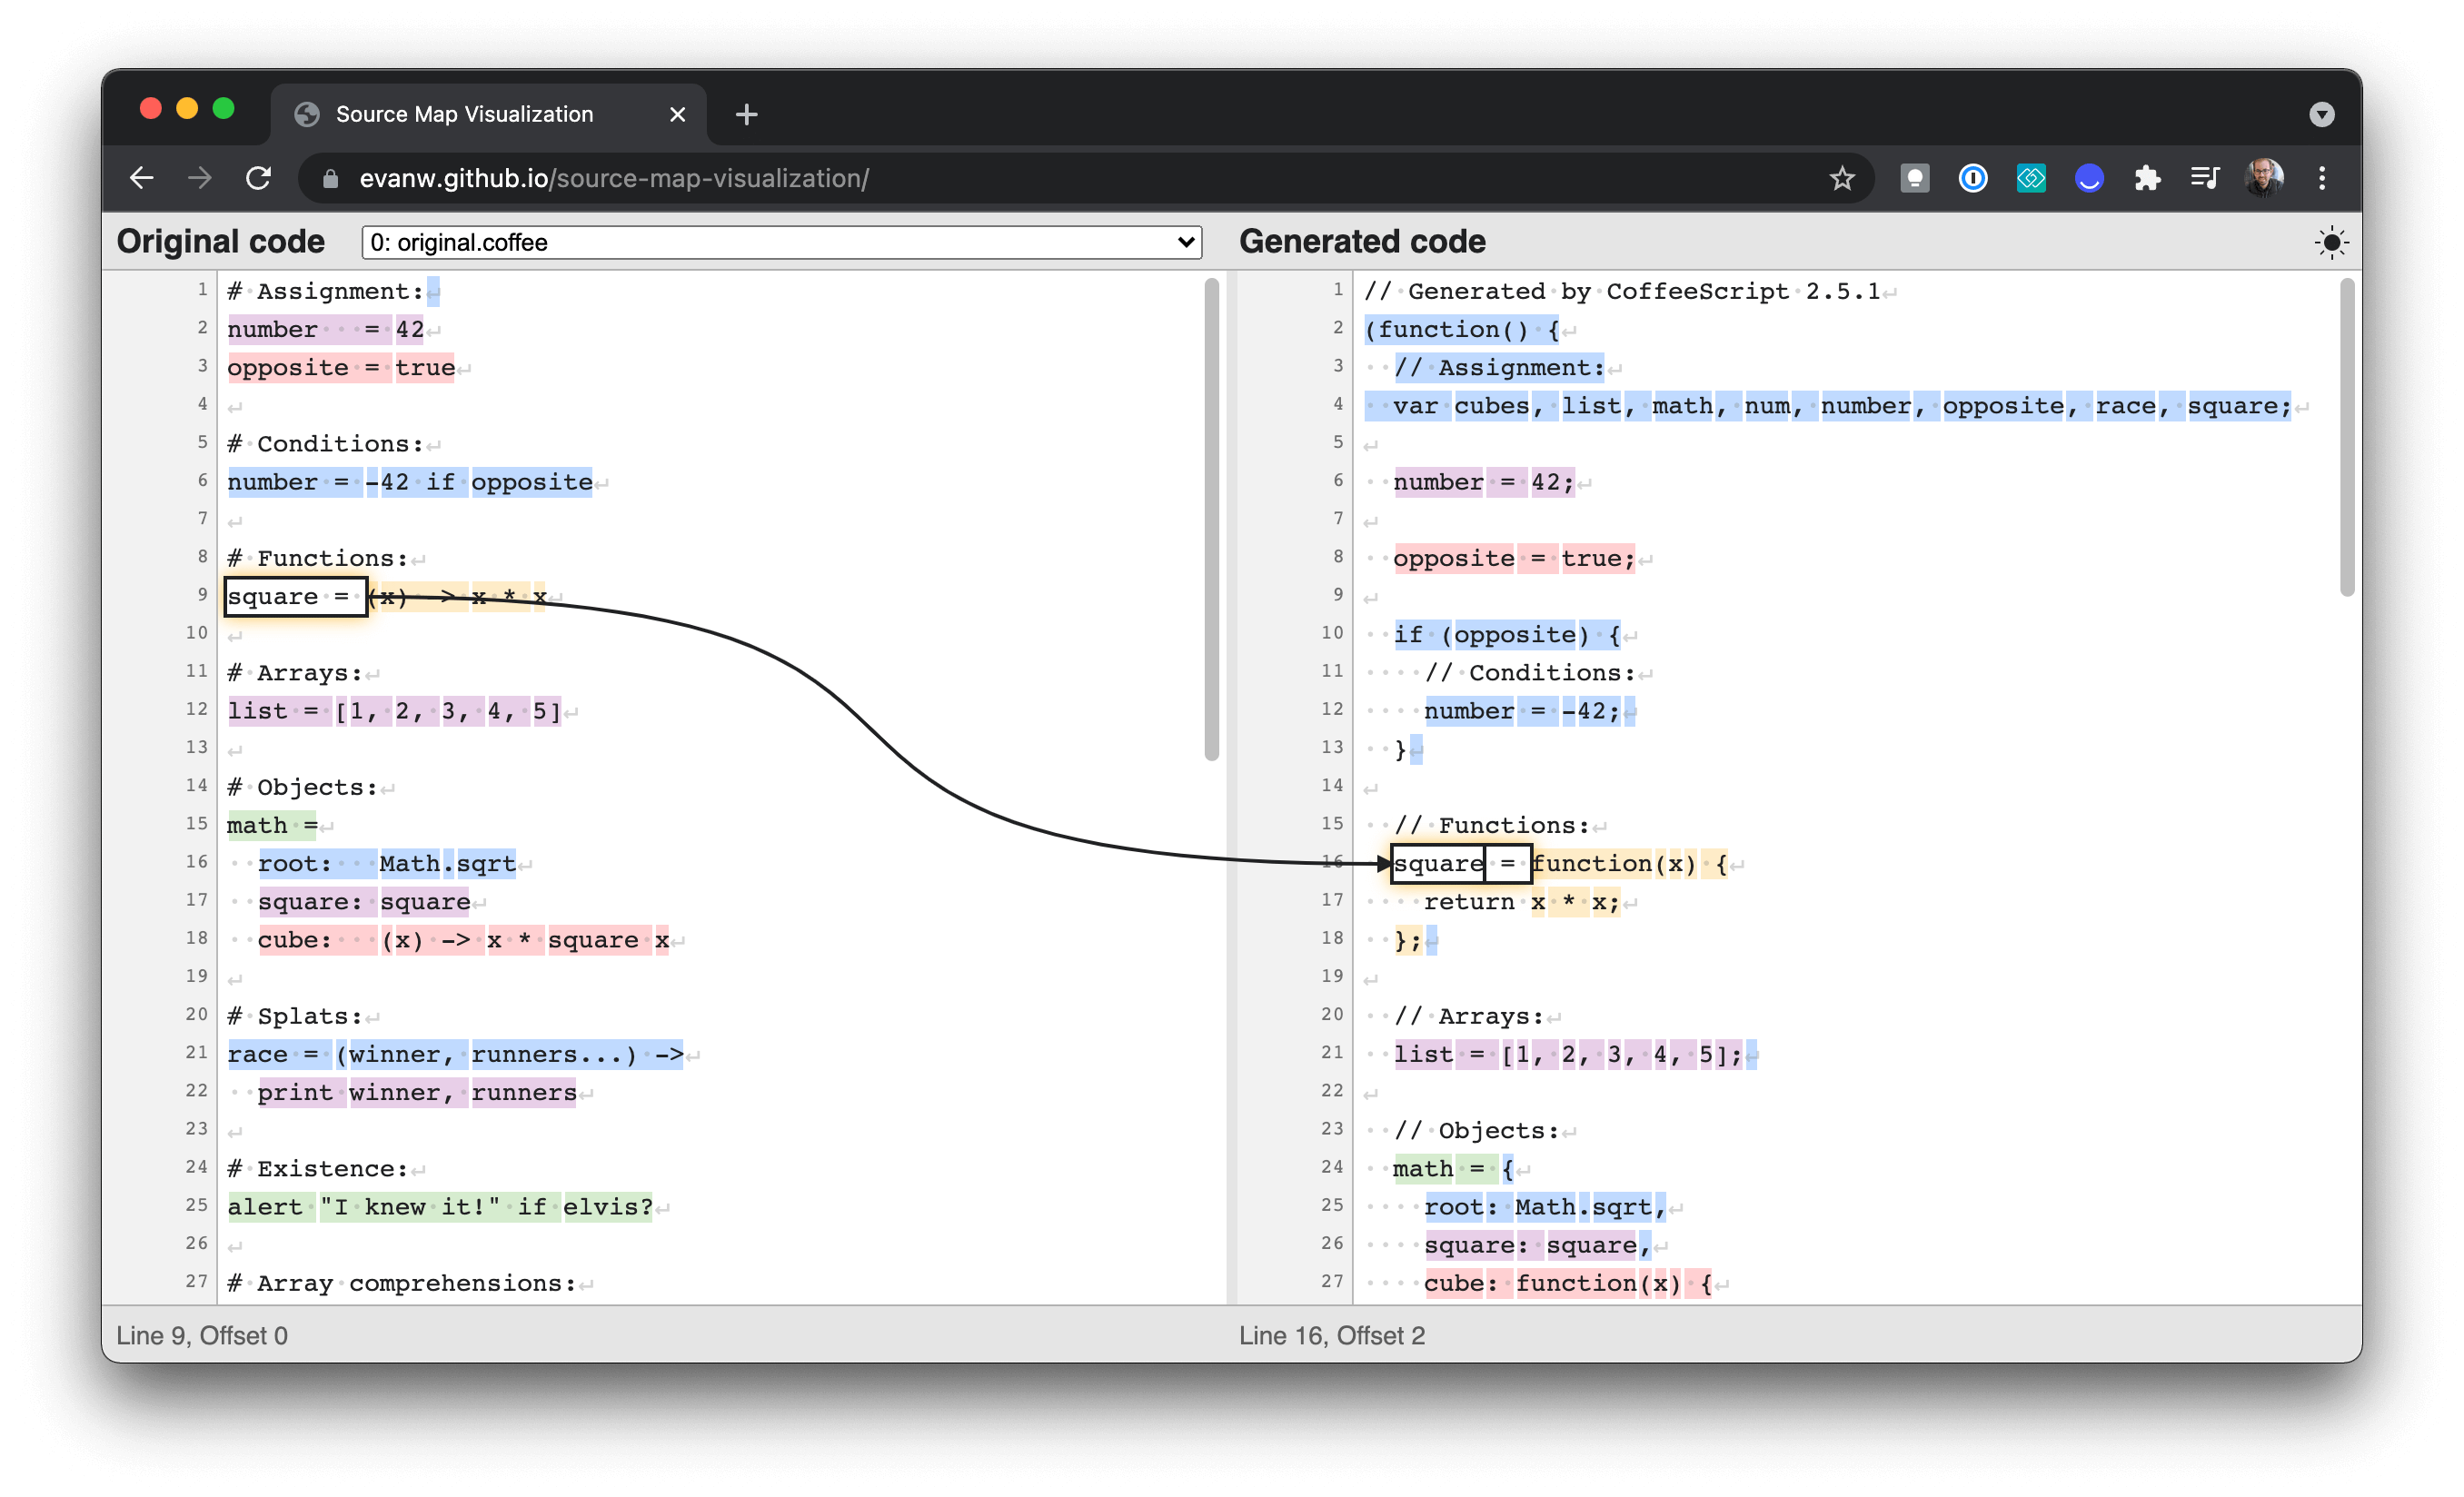 Source Map Visualization
evanw.github.io/source-map-visualization/
Original code
0: original.coffee
1 # Assignment:
2 number   = 42
3 opposite = true
4
5 # Conditions:
6 number = -42 if opposite
7
8 # Functions:
9 square = (x) -> x * x
10
11 # Arrays:
12 list = [1, 2, 3, 4, 5]
13
14 # Objects:
15 math =
16   root:   Math.sqrt
17   square: square
18   cube:   (x) -> x * square x
19
20 # Splats:
21 race = (winner, runners...) ->
22   print winner, runners
23
24 # Existence:
25 alert "I knew it!" if elvis?
26
27 # Array comprehensions:
Line 9, Offset 0
Generated code
1 // Generated by CoffeeScript 2.5.1
2 (function() {
3   // Assignment:
4   var cubes, list, math, num, number, opposite, race, square;
5
6   number = 42;
7
8   opposite = true;
9
10   if (opposite) {
11     // Conditions:
12     number = -42;
13   }
14
15   // Functions:
16   square = function(x) {
17     return x * x;
18   };
19
20   // Arrays:
21   list = [1, 2, 3, 4, 5];
22
23   // Objects:
24   math = {
25     root: Math.sqrt,
26     square: square,
27     cube: function(x) {
Line 16, Offset 2